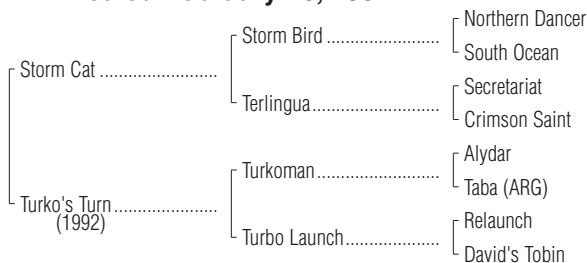 Northern Dancer
Storm Bird ........................
South Ocean
Storm Cat ........................
Secretariat
Terlingua ........................
Crimson Saint
Alydar
Turkoman ........................
Taba (ARG)
Turko's Turn ........................
(1992)
Relaunch
Turbo Launch ........................
David's Tobin